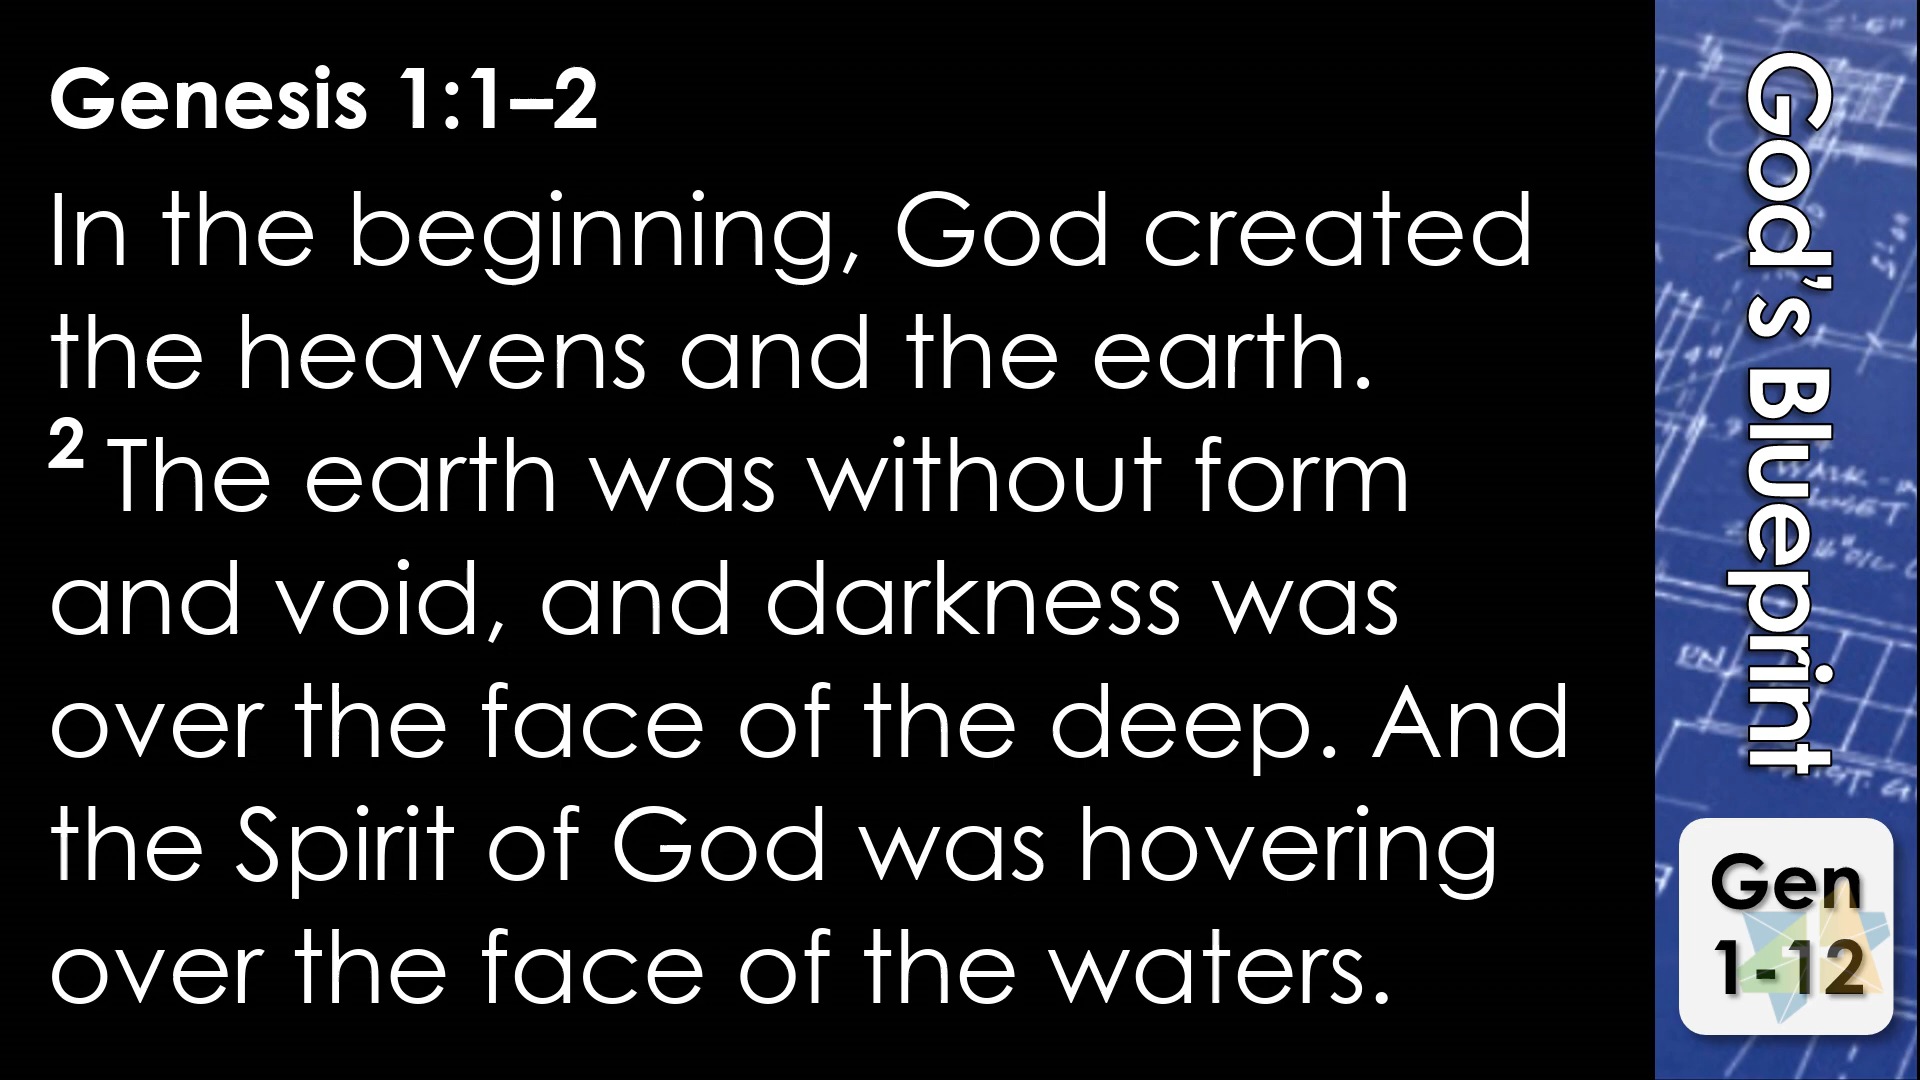 Genesis 1:1–2
In the beginning, God created
the heavens and the earth.
2 The earth was without form
and void, and darkness was
over the face of the deep. And
the Spirit of God was hovering
over the face of the waters.
God's Blueprint
Gen
1-12